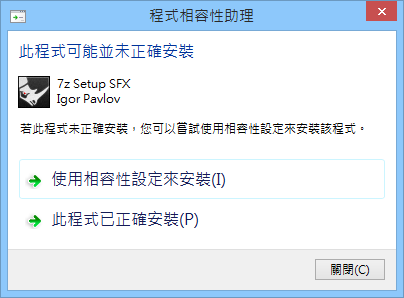 程式相容性助理
此程式可能並未正確安裝
7z Setup SFX
Igor Pavlov
若此程式未正確安裝，您可以嘗試使用相容性設定來安裝該程式。
使用相容性設定來安裝(I)
此程式已正確安裝(P)
關閉(C)